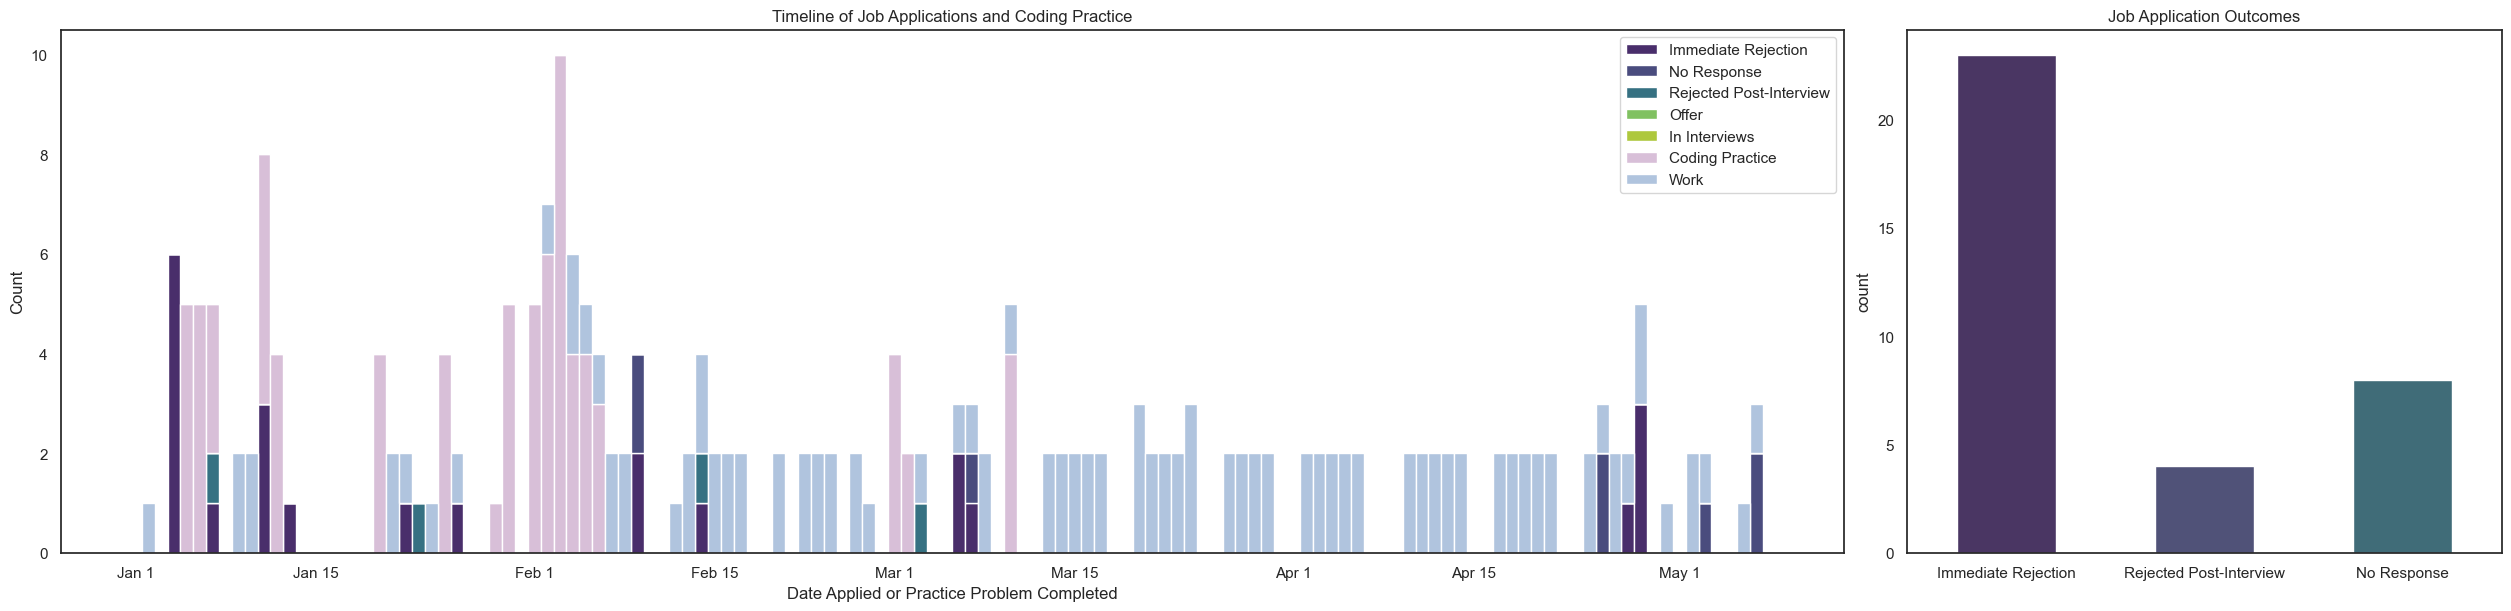 Timeline of Job Applications and Coding Practice
Count
10
8
6
4
2
0
Immediate Rejection
No Response
Rejected Post-Interview
Offer
In Interviews
Coding Practice
Work
Jan 1
Jan 15
Feb 1
Feb 15
Mar 1
Mar 15
Apr 1
Apr 15
May 1
Date Applied or Practice Problem Completed
Job Application Outcomes
count
20
15
10
5
0
Immediate Rejection
Rejected Post-Interview
No Response